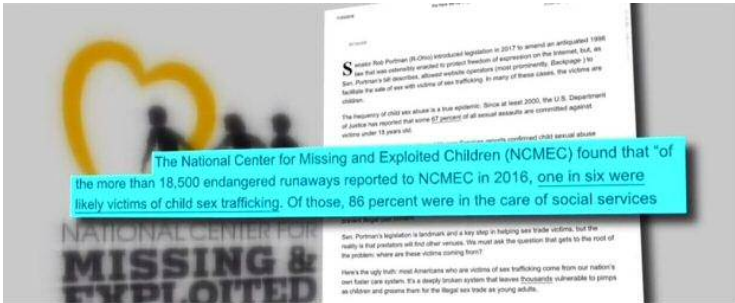 Senator Rob Portman (R-Ohio) introduced legislation in 2017 to amend an antiquated 1996
law that was ostensibly enacted to protect freedom of expression on the Internet, but, as
Sen. Portman's bill describes, allowed website operators (most prominently, Backpage ) to
facilitate the sale of sex with victims of sex trafficking. In many of these cases, the victims are
children.
The frequency of child sex abuse is a true epidemic. Since at least 2000, the U.S. Department
of Justice has reported that some 67 percent of all sexual assaults are committed against
victims under 18 years old.
reports confirmed child sexual abuse
The National Center for Missing and Exploited Children (NCMEC) found that "of
the more than 18,500 endangered runaways reported to NCMEC in 2016, one in six were
likely victims of child sex trafficking. Of those, 86 percent were in the care of social services
Sen. Portman's legislation is landmark and a key step in helping sex trade victims, but the
reality is that predators will find other venues. We must ask the question that gets to the root of
the problem: where are these victims coming from?
Here's the ugly truth: most Americans who are victims of sex trafficking come from our nation's
own foster care system. It's a deeply broken system that leaves thousands vulnerable to pimps
as children and grooms them for the illegal sex trade as young adults.
NATIONAL CENTER FOR
MISSING &
EXPLOITED